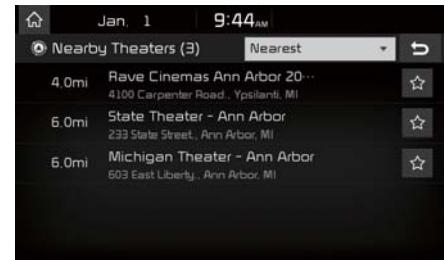 Jan. 1 9:44AM
Nearby Theaters (3) Nearest
4.0mi Rave Cinemas Ann Arbor 20···
4100 Carpenter Road., Ypsilanti, MI
6.0mi State Theater - Ann Arbor
233 State Street., Ann Arbor, MI
6.0mi Michigan Theater - Ann Arbor
603 East Liberty., Ann Arbor, MI